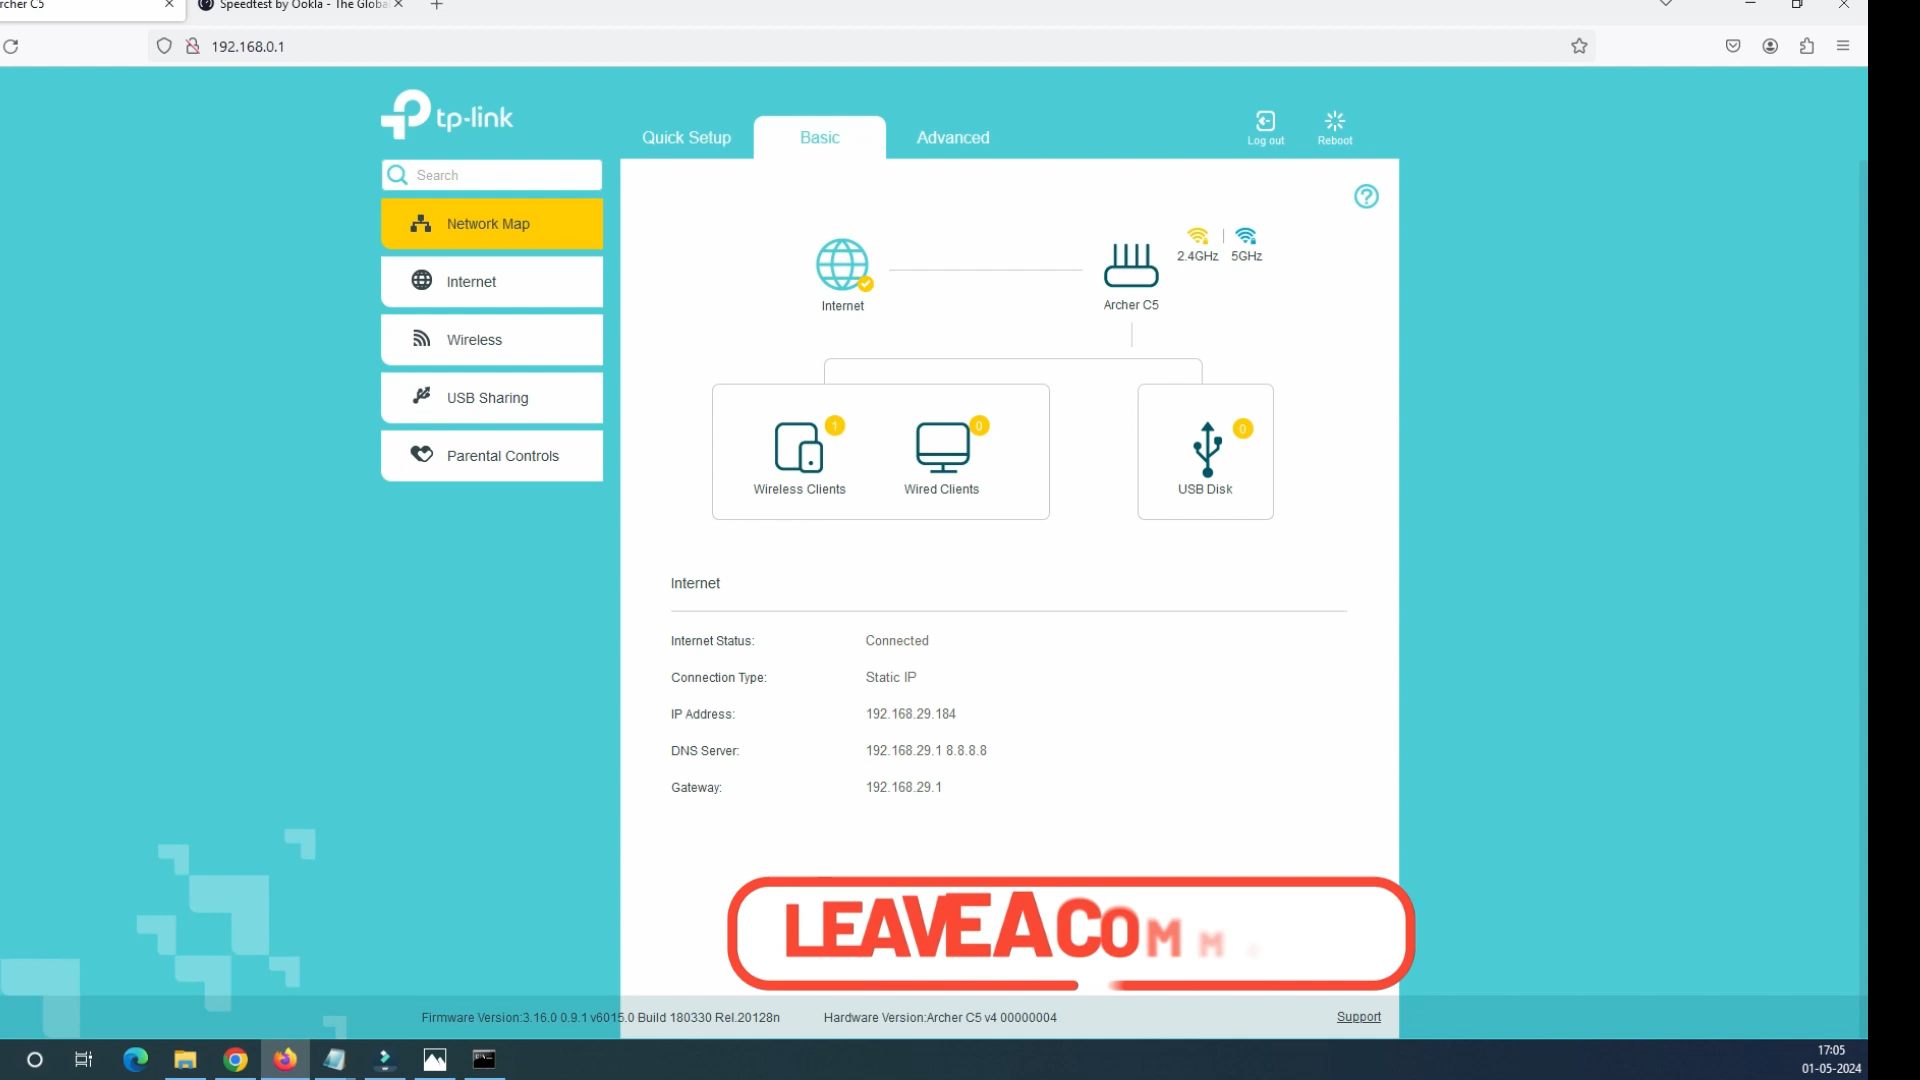 rcher C5
Speedtest by Ookla - The Global
192.168.0.1
tp-link
Quick Setup
Basic
Advanced
Log out
Reboot
Search
Network Map
Internet
Wireless
USB Sharing
Parental Controls
2.4GHz
5GHz
Internet
Archer C5
1
0
0
Wireless Clients
Wired Clients
USB Disk
Internet
Internet Status: Connected
Connection Type: Static IP
IP Address: 192.168.29.184
DNS Server: 192.168.29.1 8.8.8.8
Gateway: 192.168.29.1
LEAVE A COMM
Firmware Version:3.16.0 0.9.1 v6015.0 Build 180330 Rel.20128n Hardware Version:Archer C5 v4 00000004 Support
17:05
01-05-2024